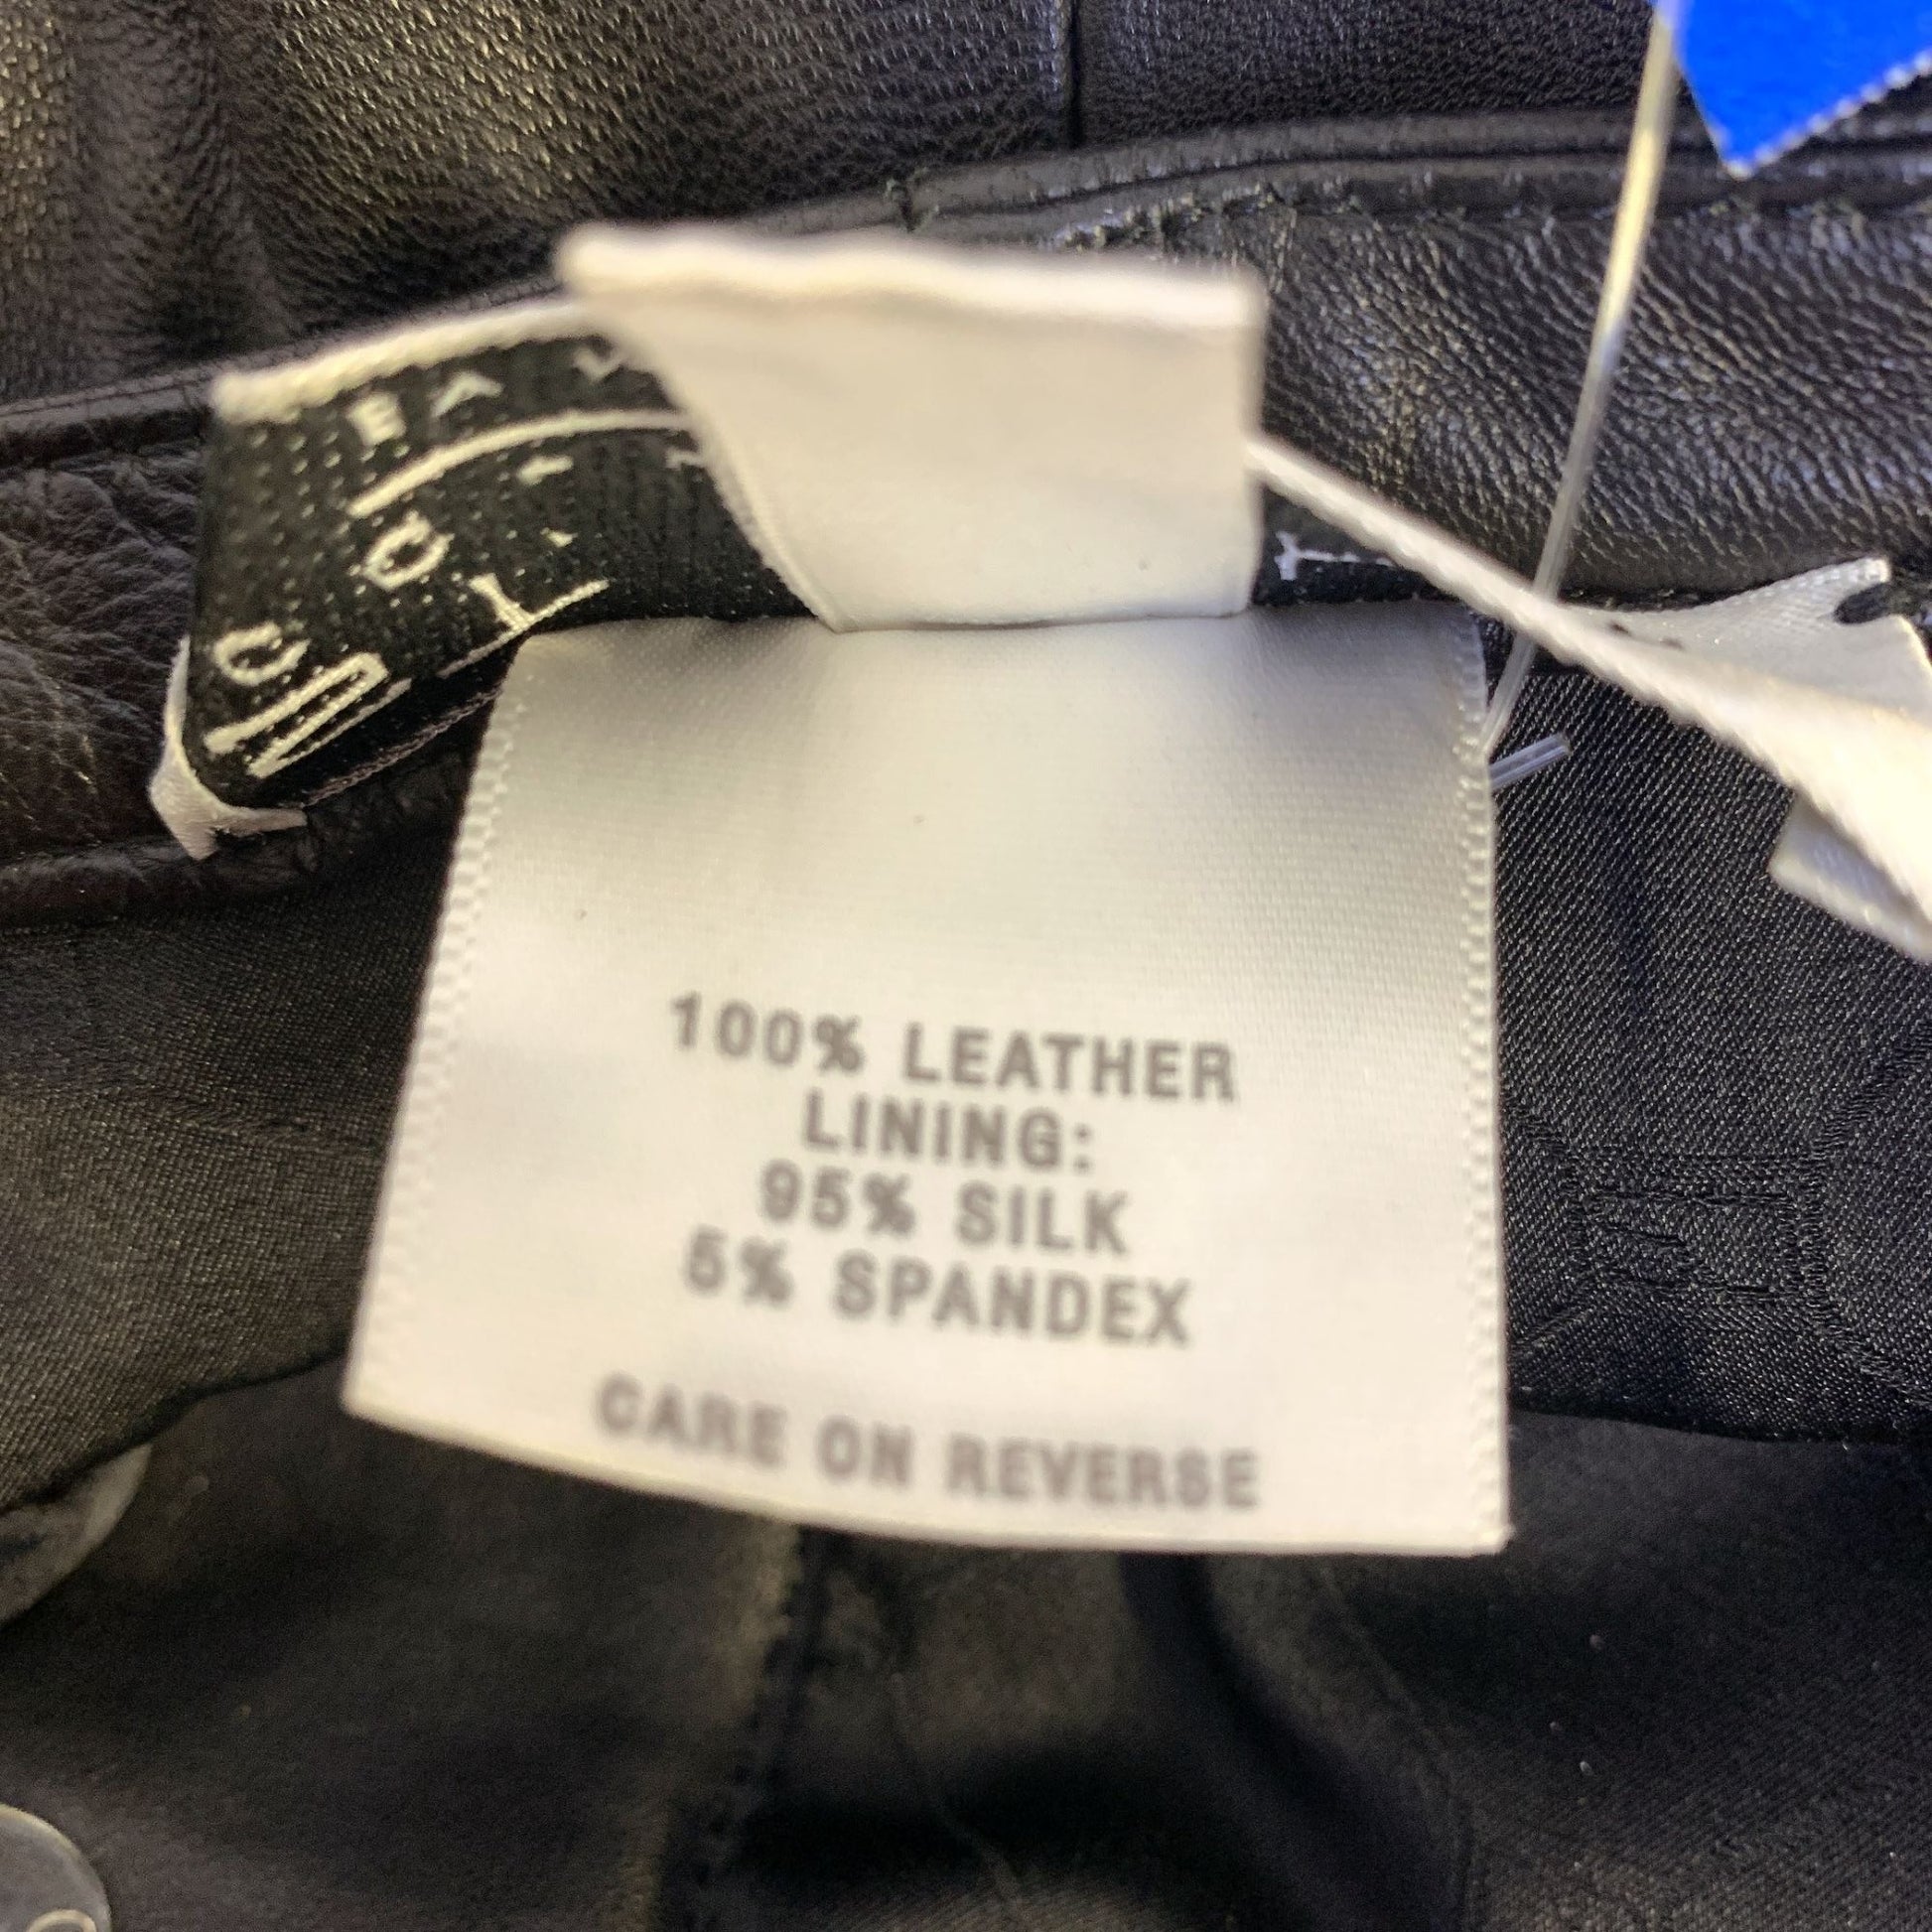 100% LEATHER
LINING:
95% SILK
5% SPANDEX
CARE ON REVERSE